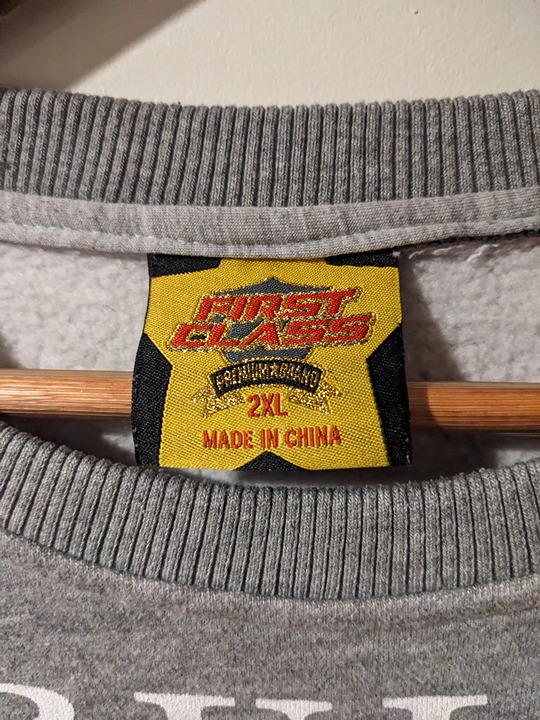 FIRST
CLASS
PREMIUM BRAND
2XL
MADE IN CHINA